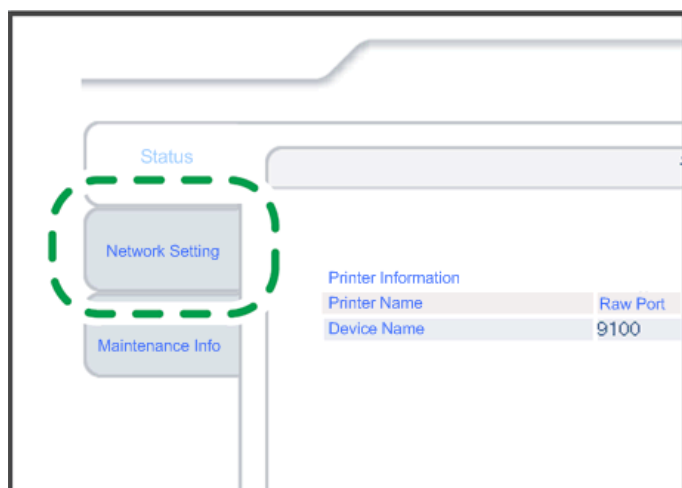 Status
Network Setting
Maintenance Info
Printer Information
Printer Name Raw Port
Device Name 9100